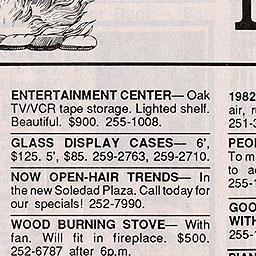 ENTERTAINMENT CENTER— Oak
TV/VCR tape storage. Lighted shelf.
Beautiful. $900. 255-1008.
GLASS DISPLAY CASES— 6',
$125. 5', $85. 259-2763, 259-2710.
NOW OPEN-HAIR TRENDS— In
the new Soledad Plaza. Call today for
our specials! 252-7990.
WOOD BURNING STOVE— With
fan. Will fit in fireplace. $500.
252-6787 after 6p.m.
1982
air,
251-
PEO
To m
to
255-
GOO
WITH
255-